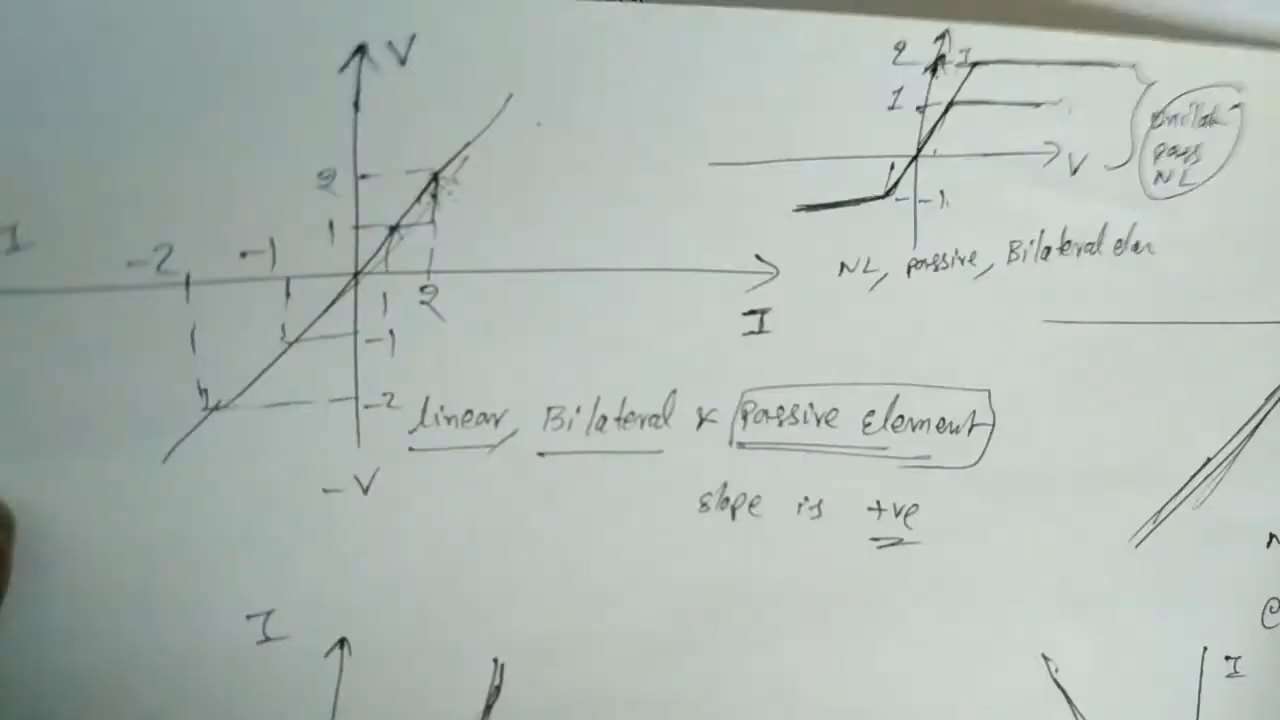 V
2
1
I
-2
-1
1
2
-1
-2
-V
I
linear, Bilateral & Passive Element
slope is +ve
2
I
1
V
-1
NL
NL, passive, Bilateral
I
I